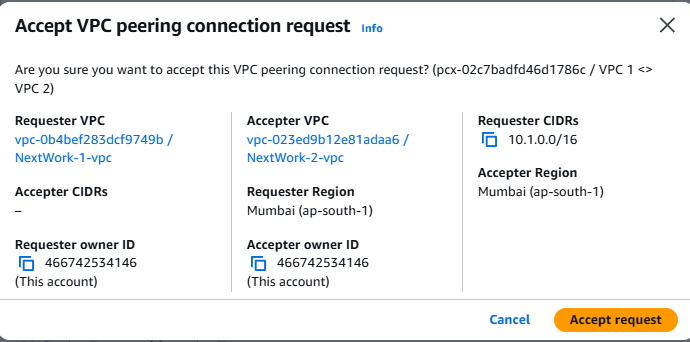 Accept VPC peering connection request Info
Are you sure you want to accept this VPC peering connection request? (pcx-02c7badfd46d1786c / VPC 1 <>
VPC 2)
Requester VPC
vpc-0b4bef283dcf9749b /
NextWork-1-vpc
Accepter VPC
vpc-023ed9b12e81adaa6 /
NextWork-2-vpc
Requester CIDRs
10.1.0.0/16
Accepter CIDRs
–
Requester Region
Mumbai (ap-south-1)
Accepter Region
Mumbai (ap-south-1)
Requester owner ID
466742534146
(This account)
Accepter owner ID
466742534146
(This account)
Cancel
Accept request